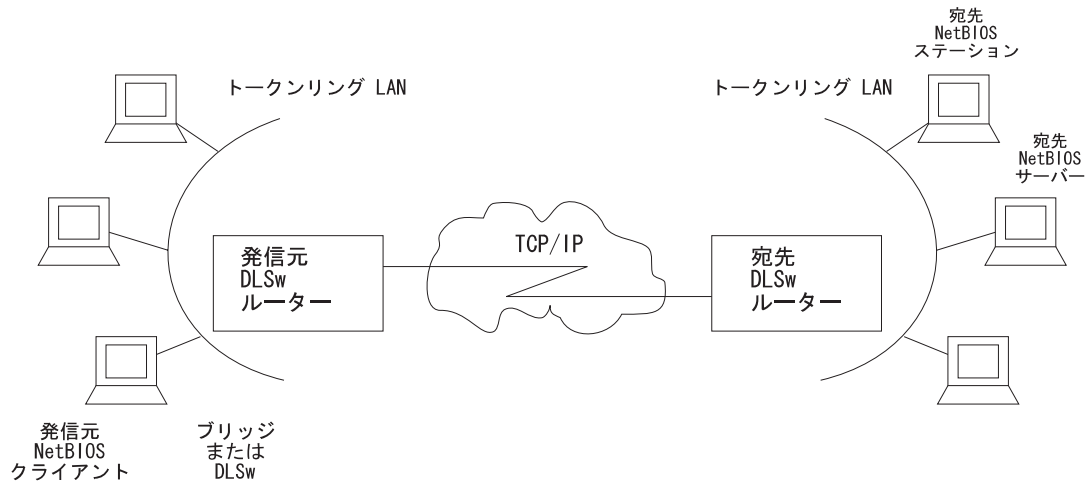 宛先
NetBIOS
ステーション
トークンリング LAN
トークンリング LAN
宛先
NetBIOS
サーバー
発信元
DLSw
ルーター
TCP/IP
宛先
DLSw
ルーター
発信元
NetBIOS
クライアント
ブリッジ
または
DLSw